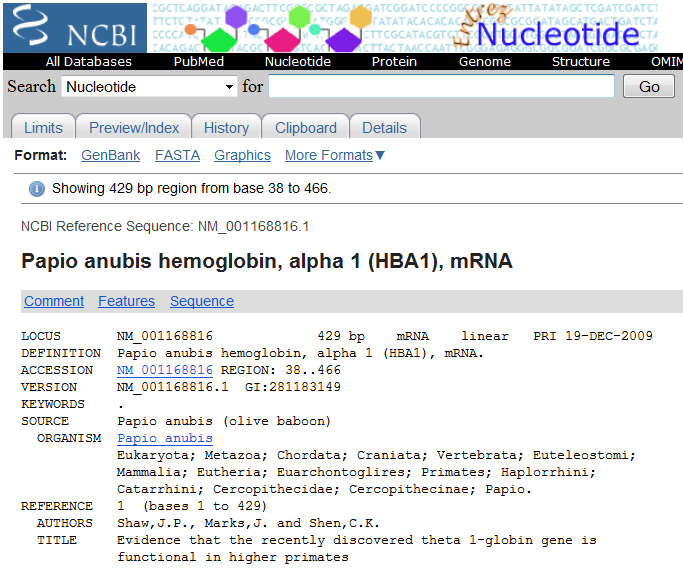 NCBI
Entrez Nucleotide
All Databases PubMed Nucleotide Protein Genome Structure OMIM
Search Nucleotide for Go
Limits Preview/Index History Clipboard Details
Format: GenBank FASTA Graphics More Formats
Showing 429 bp region from base 38 to 466.
NCBI Reference Sequence: NM_001168816.1
Papio anubis hemoglobin, alpha 1 (HBA1), mRNA
Comment Features Sequence
LOCUS NM_001168816 429 bp mRNA linear PRI 19-DEC-2009
DEFINITION Papio anubis hemoglobin, alpha 1 (HBA1), mRNA.
ACCESSION NM_001168816 REGION: 38..466
VERSION NM_001168816.1 GI:281183149
KEYWORDS .
SOURCE Papio anubis (olive baboon)
ORGANISM Papio anubis
Eukaryota; Metazoa; Chordata; Craniata; Vertebrata; Euteleostomi;
Mammalia; Eutheria; Euarchontoglires; Primates; Haplorrhini;
Catarrhini; Cercopithecidae; Cercopithecinae; Papio.
REFERENCE 1 (bases 1 to 429)
AUTHORS Shaw,J.P., Marks,J. and Shen,C.K.
TITLE Evidence that the recently discovered theta 1-globin gene is
functional in higher primates